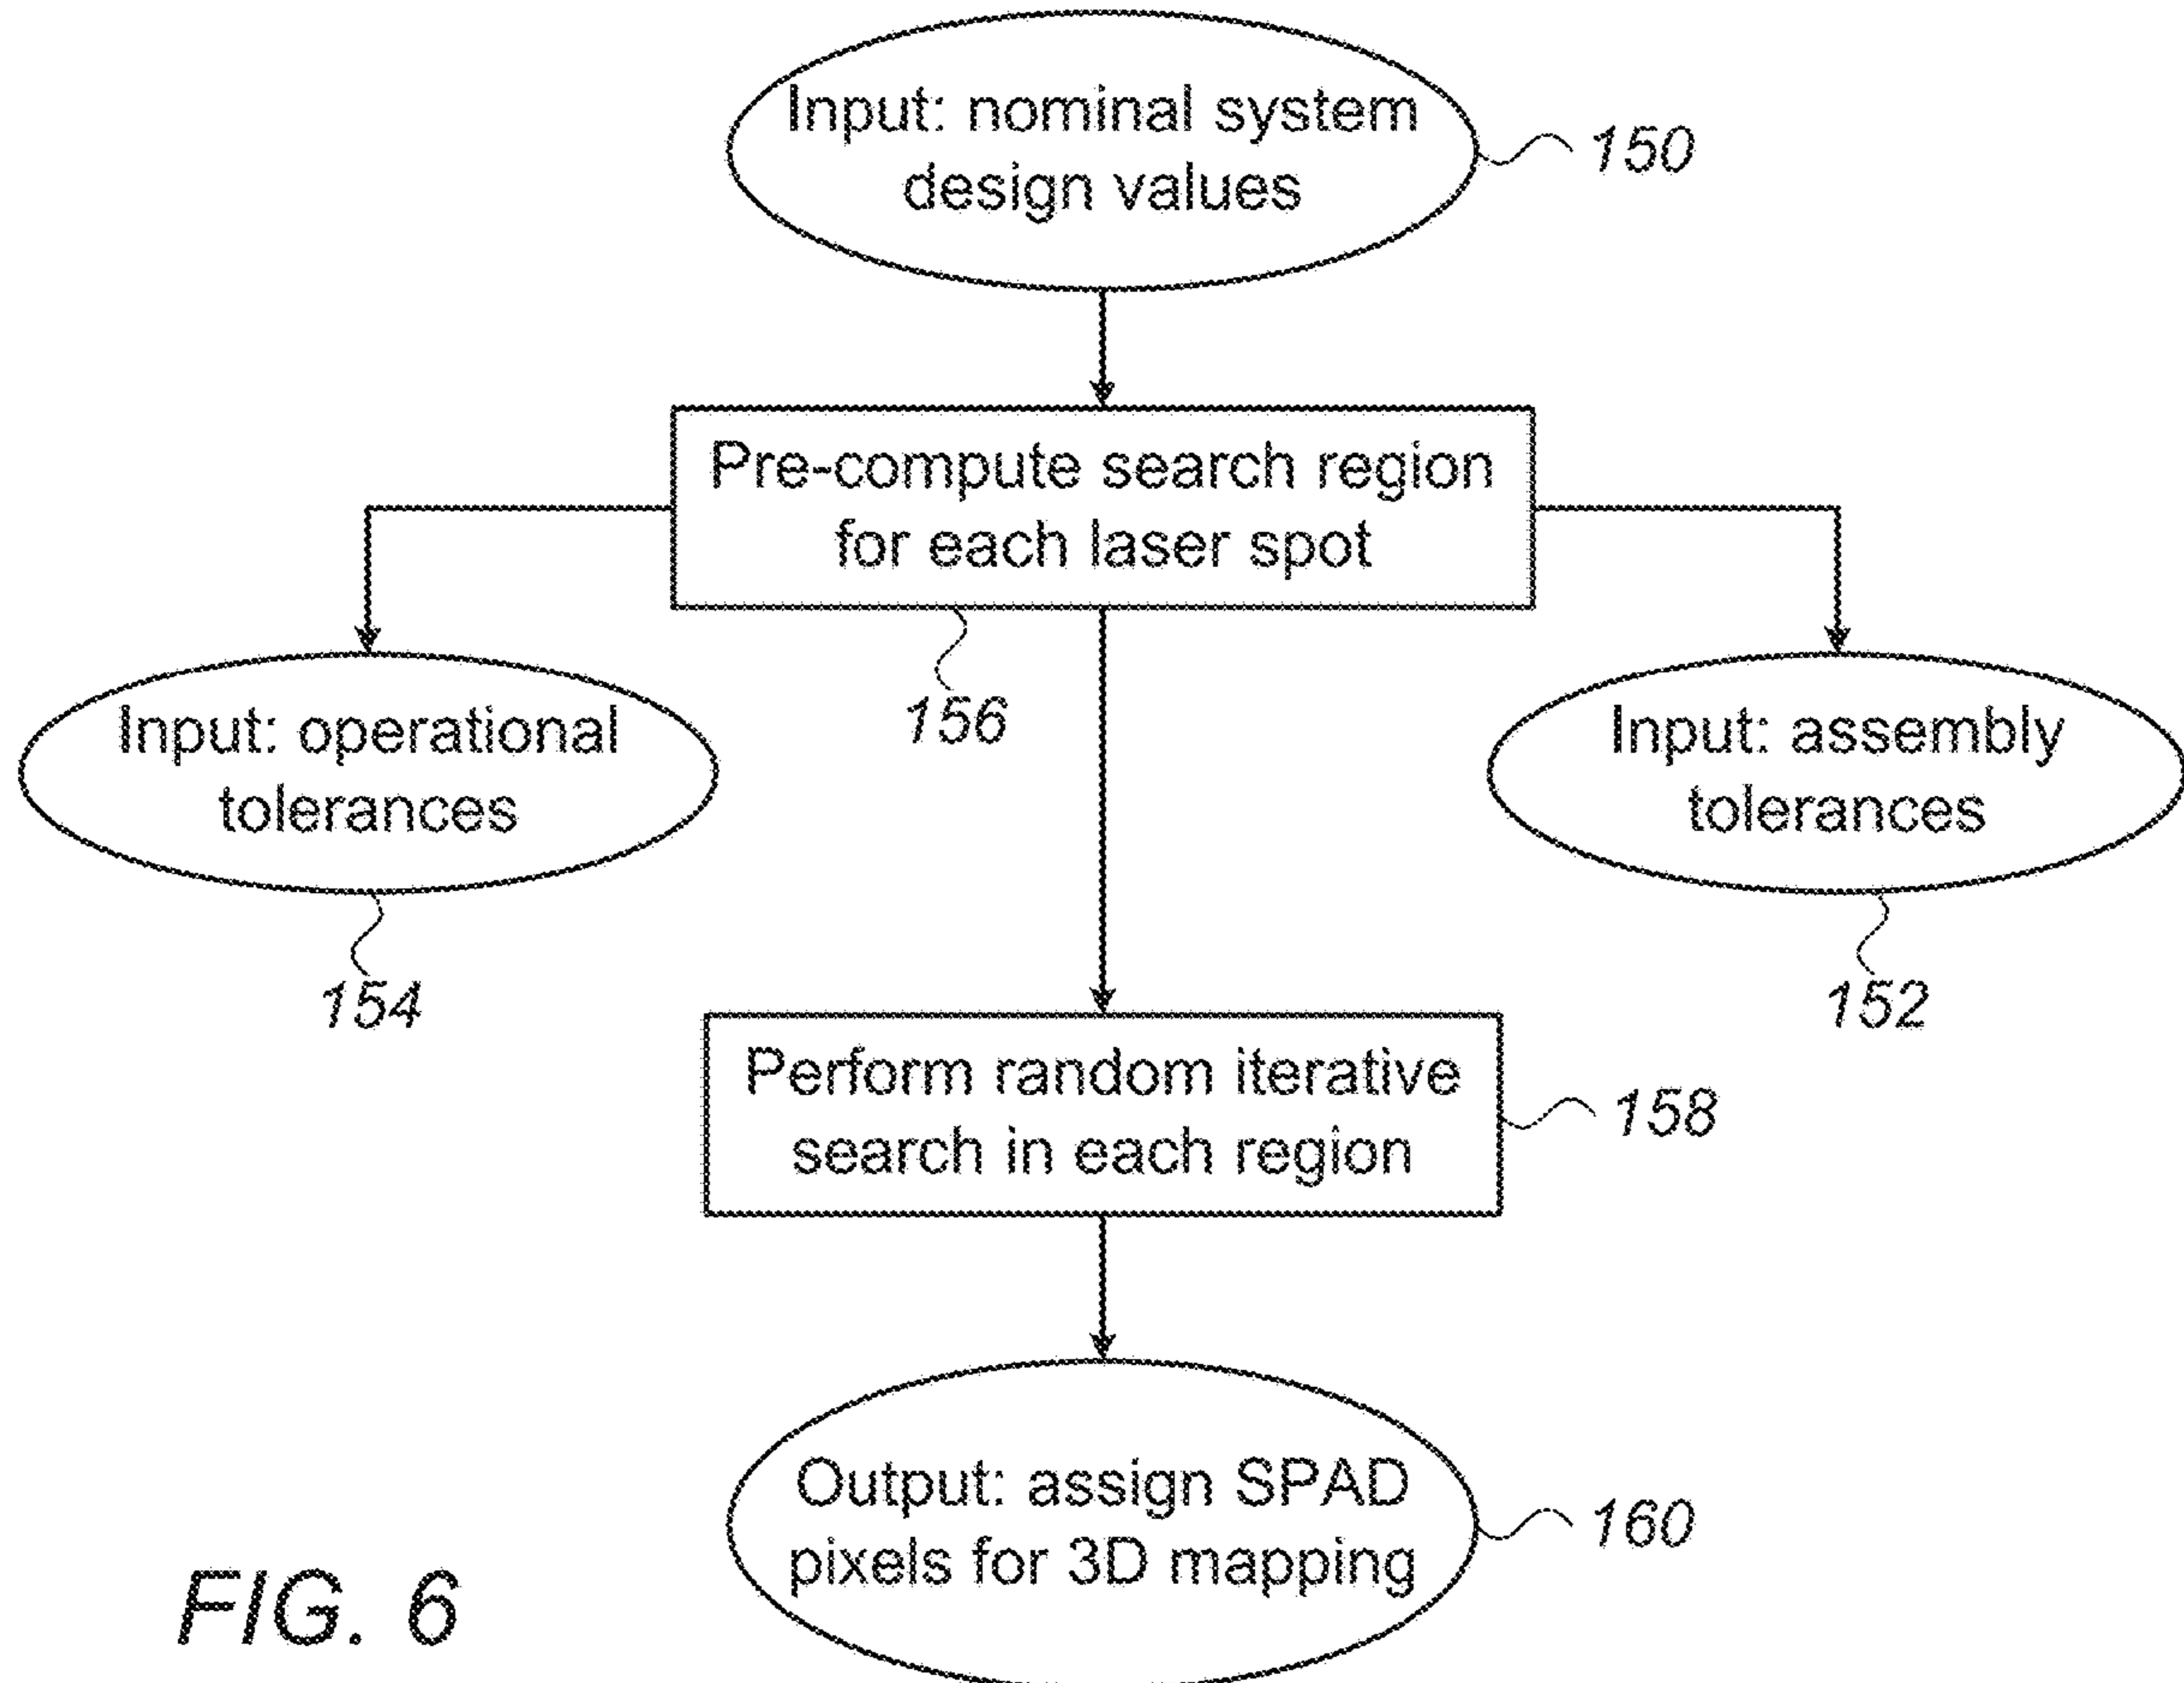 Input: nominal system
design values
150
Pre-compute search region
for each laser spot
156
Input: operational
tolerances
154
Input: assembly
tolerances
152
Perform random iterative
search in each region
158
Output: assign SPAD
pixels for 3D mapping
160
FIG. 6